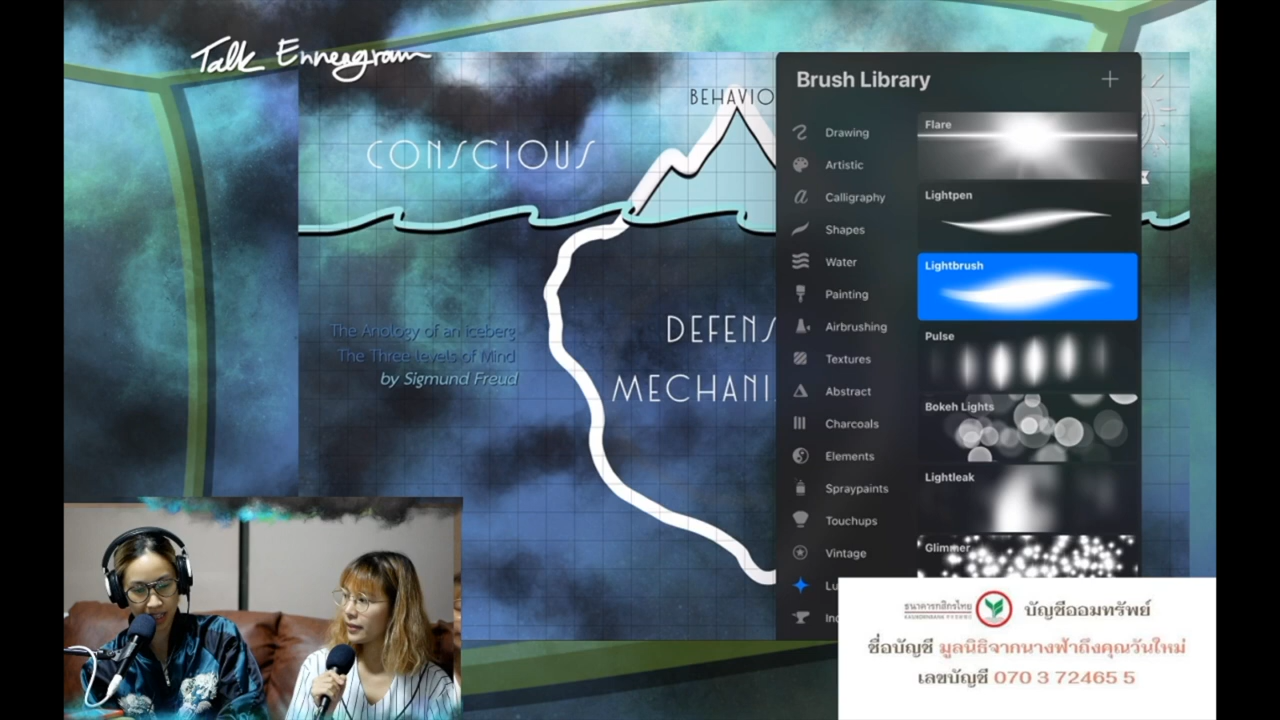 Talk Enneagram
BEHAVIO
CONSCIOUS
The Anology of an iceberg
The Three levels of Mind
by Sigmund Freud
DEFENS
MECHANI
Brush Library
Drawing
Artistic
Calligraphy
Shapes
Water
Painting
Airbrushing
Textures
Abstract
Charcoals
Elements
Spraypaints
Touchups
Vintage
Lu
Ind
Flare
Lightpen
Lightbrush
Pulse
Bokeh Lights
Lightleak
Glimmer
ธนาคารกสิกรไทย
บัญชีออมทรัพย์
ชื่อบัญชี มูลนิธิจากนางฟ้าถึงคุณวันใหม่
เลขบัญชี 070 3 72465 5